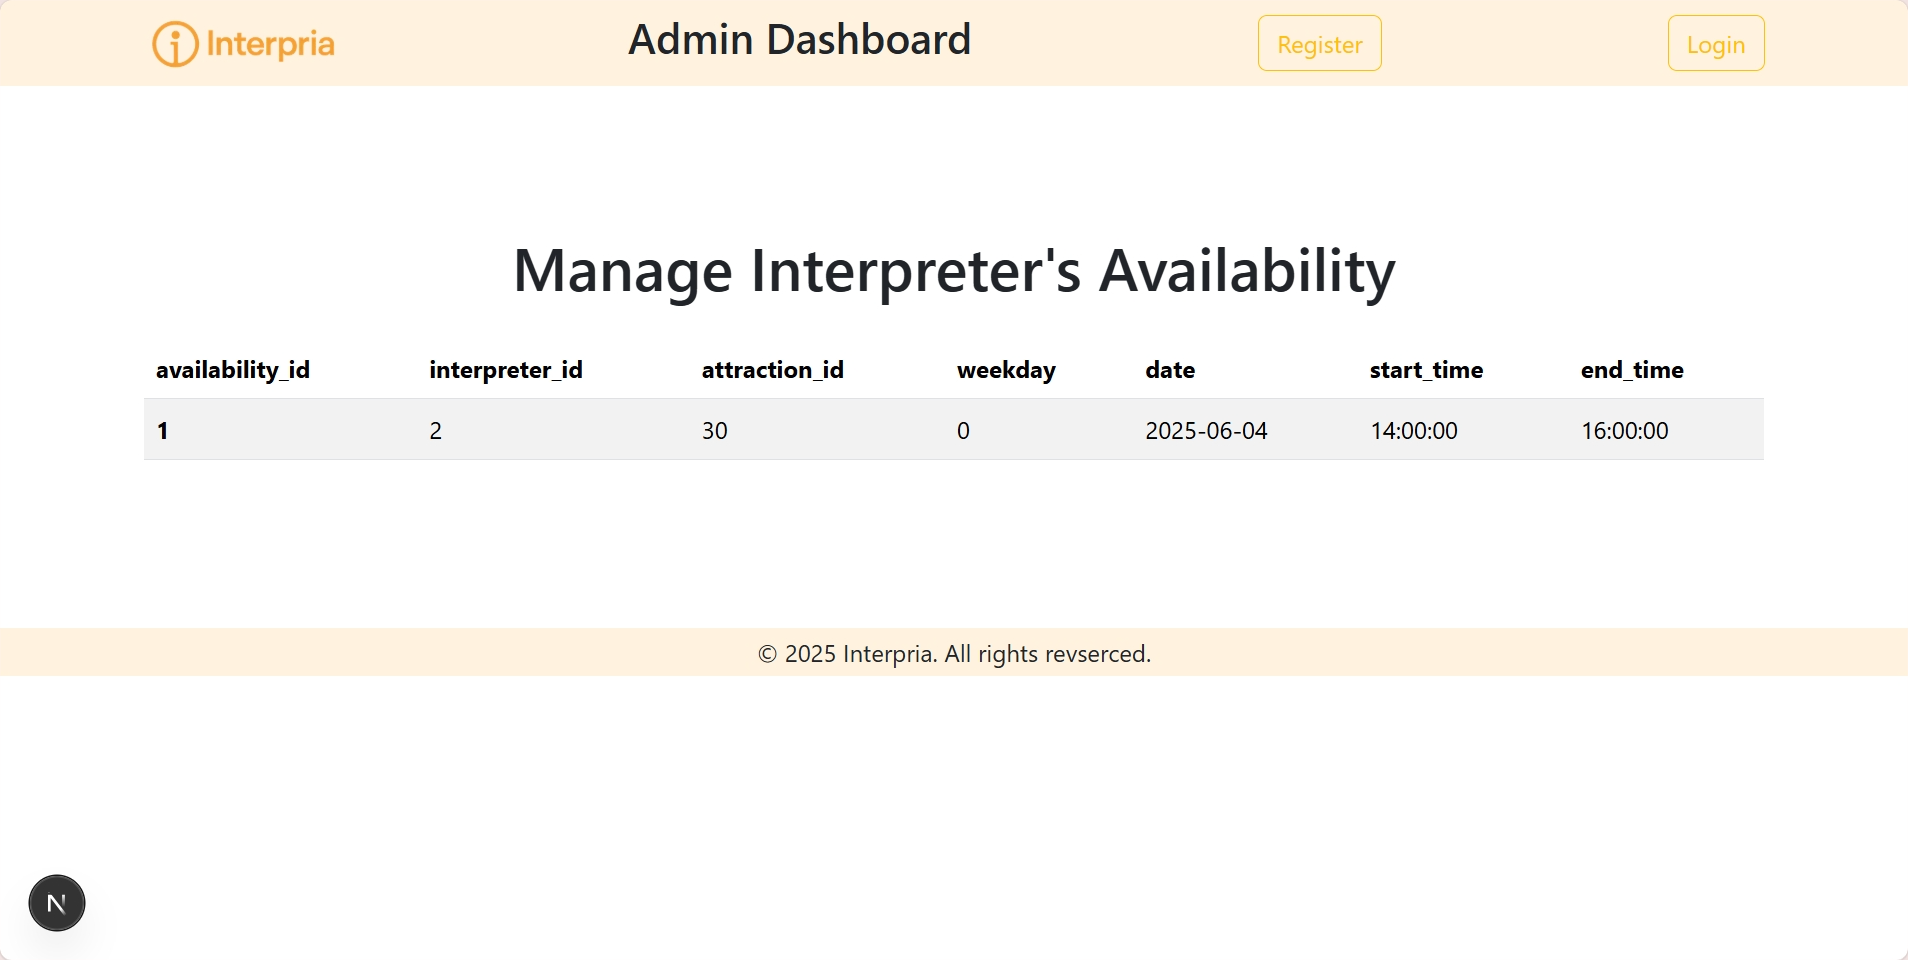 Interpria Admin Dashboard Register Login
Manage Interpreter's Availability
availability_id interpreter_id attraction_id weekday date start_time end_time
1 2 30 0 2025-06-04 14:00:00 16:00:00
© 2025 Interpria. All rights revserced.
N